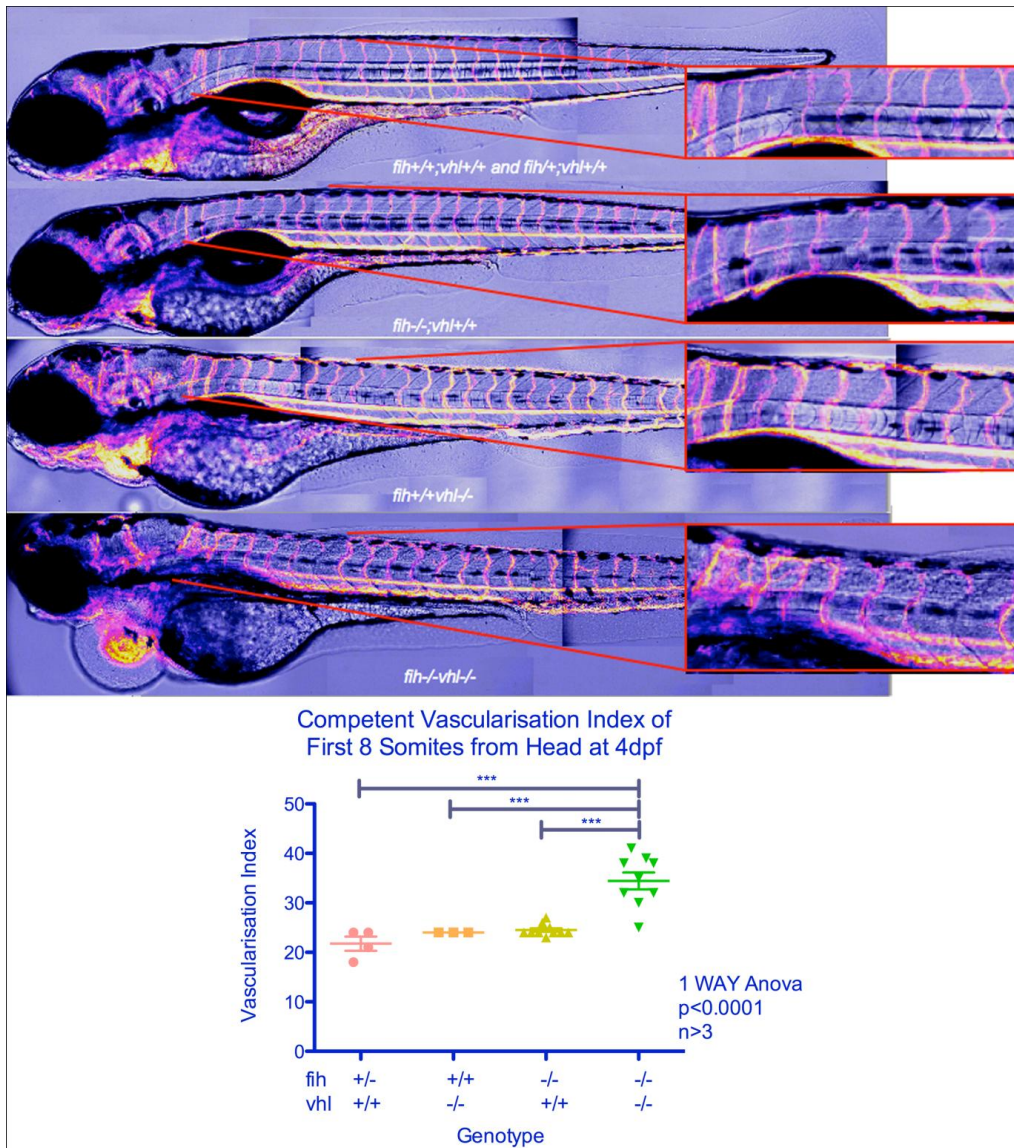 fih+/+;vhl+/+ and fih/+;vhl+/+
fih-/-;vhl+/+
fih+/+vhl-/-
fih-/-vhl-/-
Competent Vascularisation Index of
First 8 Somites from Head at 4dpf
***
***
***
50
40
30
20
10
0
Vascularisation Index
1 WAY Anova
p<0.0001
n>3
fih +/- +/+ -/- -/-
vhl +/+ -/- +/+ -/-
Genotype